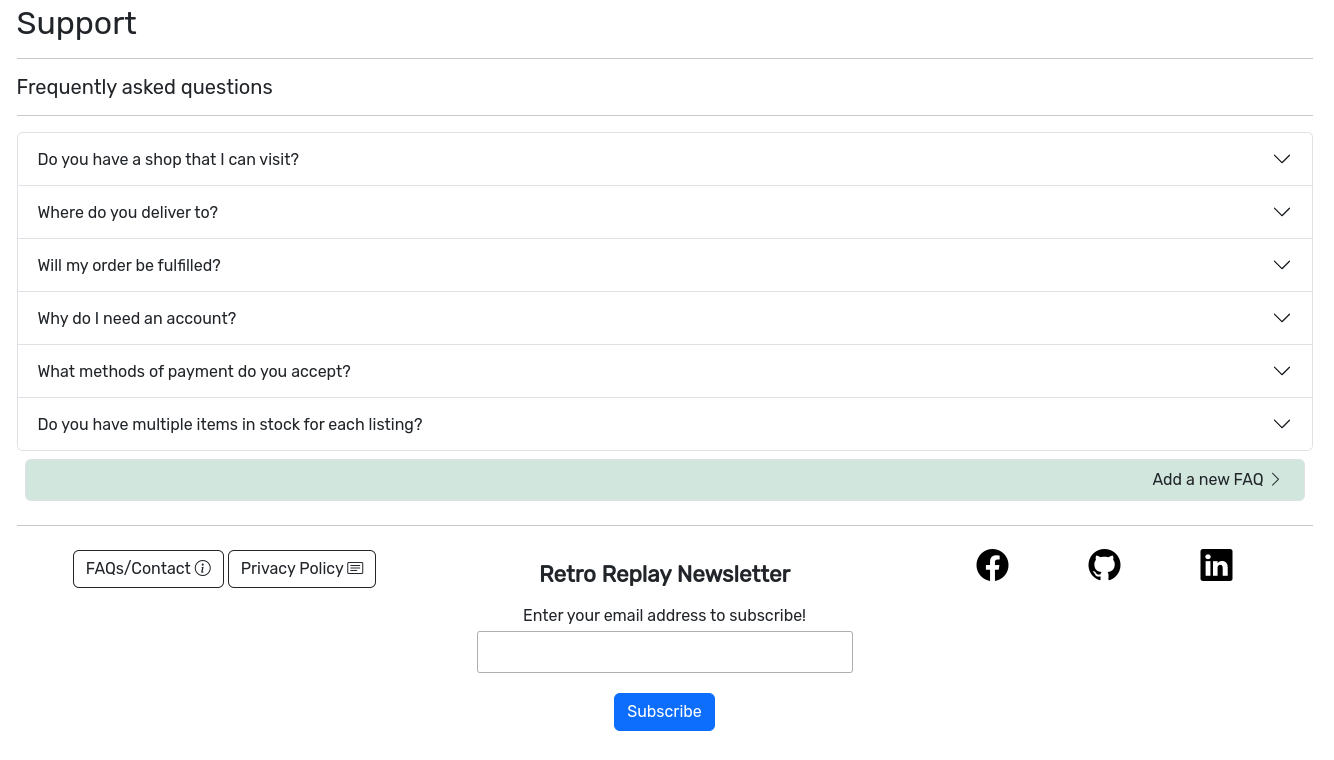 Support
Frequently asked questions
Do you have a shop that I can visit?
Where do you deliver to?
Will my order be fulfilled?
Why do I need an account?
What methods of payment do you accept?
Do you have multiple items in stock for each listing?
Add a new FAQ
FAQs/Contact
Privacy Policy
Retro Replay Newsletter
Enter your email address to subscribe!
Subscribe